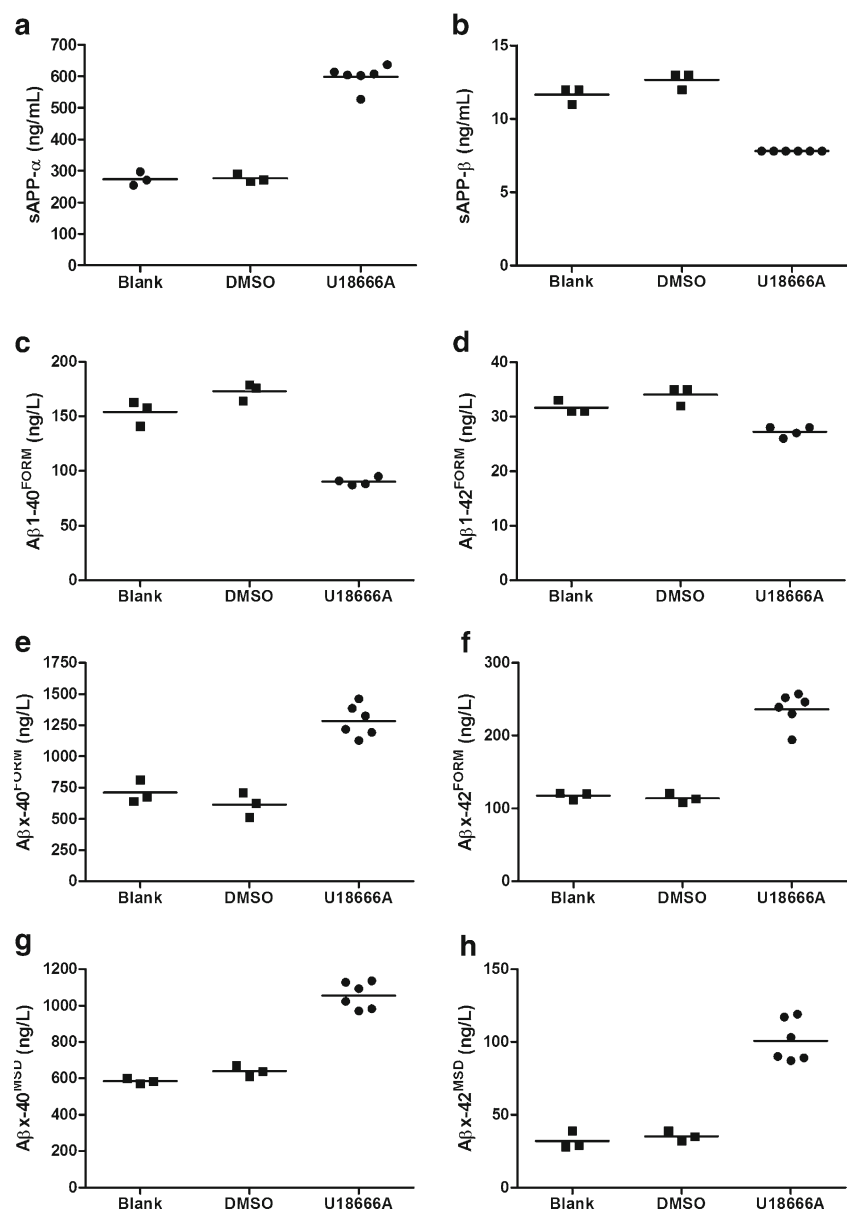 a
sAPP-α (ng/mL)
700
600
500
400
300
200
100
0
Blank DMSO U18666A
b
sAPP-β (ng/mL)
15
10
5
0
Blank DMSO U18666A
c
Aβ1-40FORM (ng/L)
200
150
100
50
0
Blank DMSO U18666A
d
Aβ1-42FORM (ng/L)
40
30
20
10
0
Blank DMSO U18666A
e
Aβx-40FORM (ng/L)
1750
1500
1250
1000
750
500
250
0
Blank DMSO U18666A
f
Aβx-42FORM (ng/L)
300
200
100
0
Blank DMSO U18666A
g
Aβx-40MSD (ng/L)
1200
1000
800
600
400
200
0
Blank DMSO U18666A
h
Aβx-42MSD (ng/L)
150
100
50
0
Blank DMSO U18666A